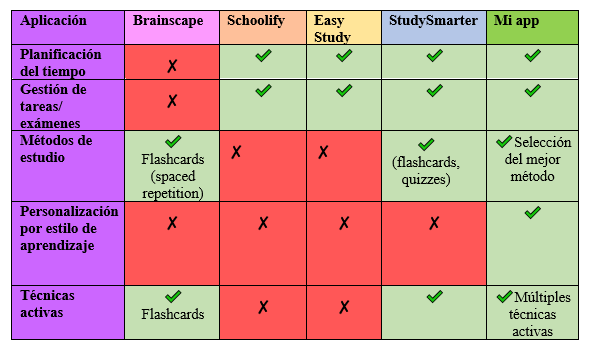 Aplicación Brainscape Schoolify Easy Study StudySmarter Mi app
Planificación del tiempo ✗ ✓ ✓ ✓ ✓
Gestión de tareas/ exámenes ✗ ✓ ✓ ✓ ✓
Métodos de estudio ✓ Flashcards (spaced repetition) ✗ ✗ ✓ (flashcards, quizzes) ✓ Selección del mejor método
Personalización por estilo de aprendizaje ✗ ✗ ✗ ✗ ✓
Técnicas activas ✓ Flashcards ✗ ✗ ✓ ✓ Múltiples técnicas activas